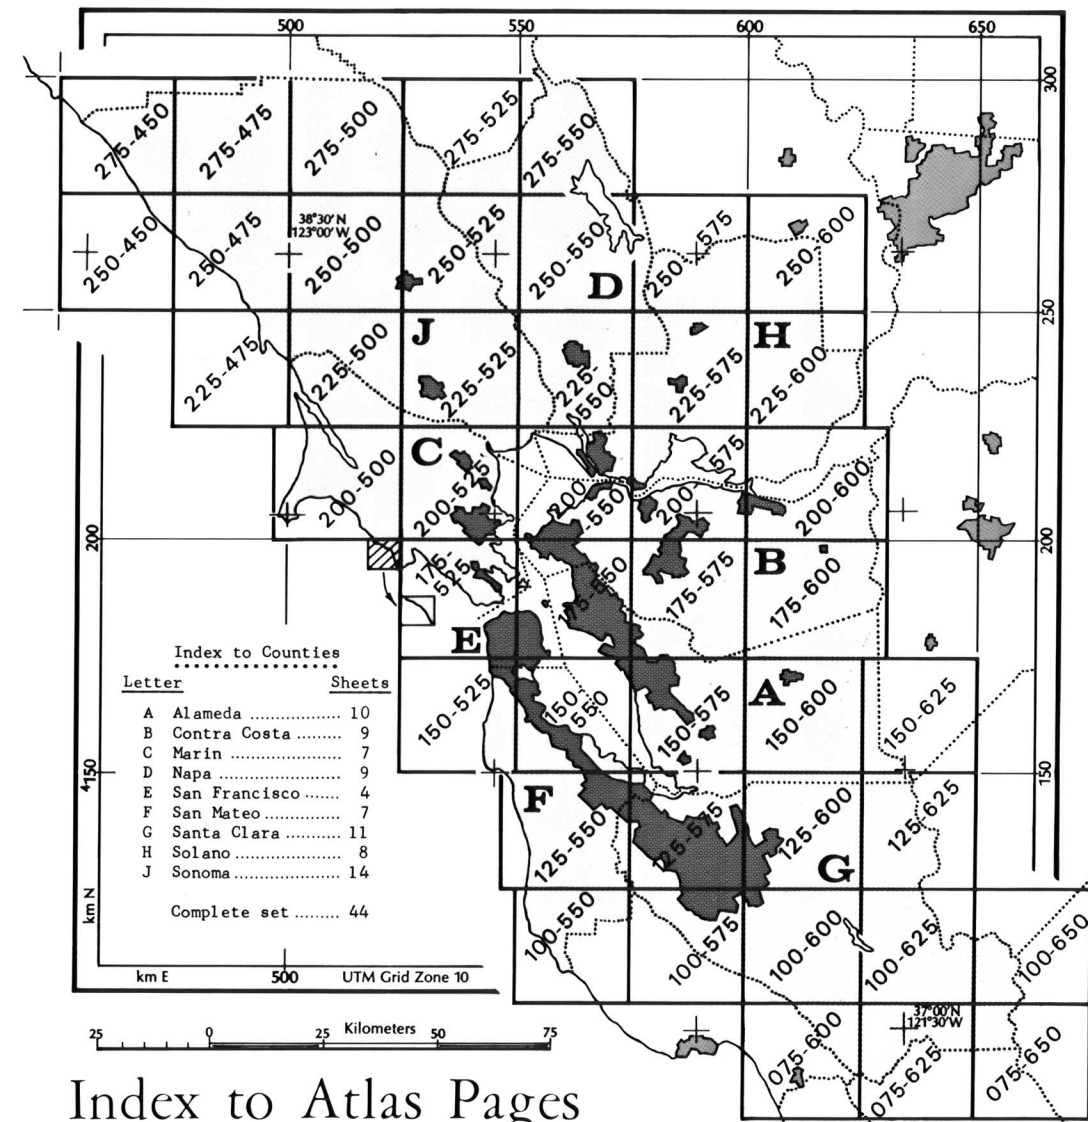 500 550 600 650
300
275-450 275-475 275-500 275-525 275-550
38°30'N
123°00'W
250-450 250-475 250-500 250-525 250-550 250-575 250-600
D
250
J H
225-475 225-500 225-525 225-
550 225-575 225-600
C
200-500 200-525 200
550 200
575 200-600
200 200
B
175-
525 175-550 175-575 175-600
E
A
150-525 150
550 150-575 150-600 150-625
4150 150
F
125-550 125-575 125-600 125-625
G
100-550 100-575 100-600 100-625 100-650
37°00'N
121°30'W
075-600 075-625 075-650
Index to Counties
Letter Sheets
A Alameda ................. 10
B Contra Costa ......... 9
C Marin ..................... 7
D Napa ...................... 9
E San Francisco ...... 4
F San Mateo .............. 7
G Santa Clara .......... 11
H Solano .................... 8
J Sonoma ................... 14
Complete set ........ 44
km N
km E 500 UTM Grid Zone 10
25 0 25 Kilometers 50 75
Index to Atlas Pages